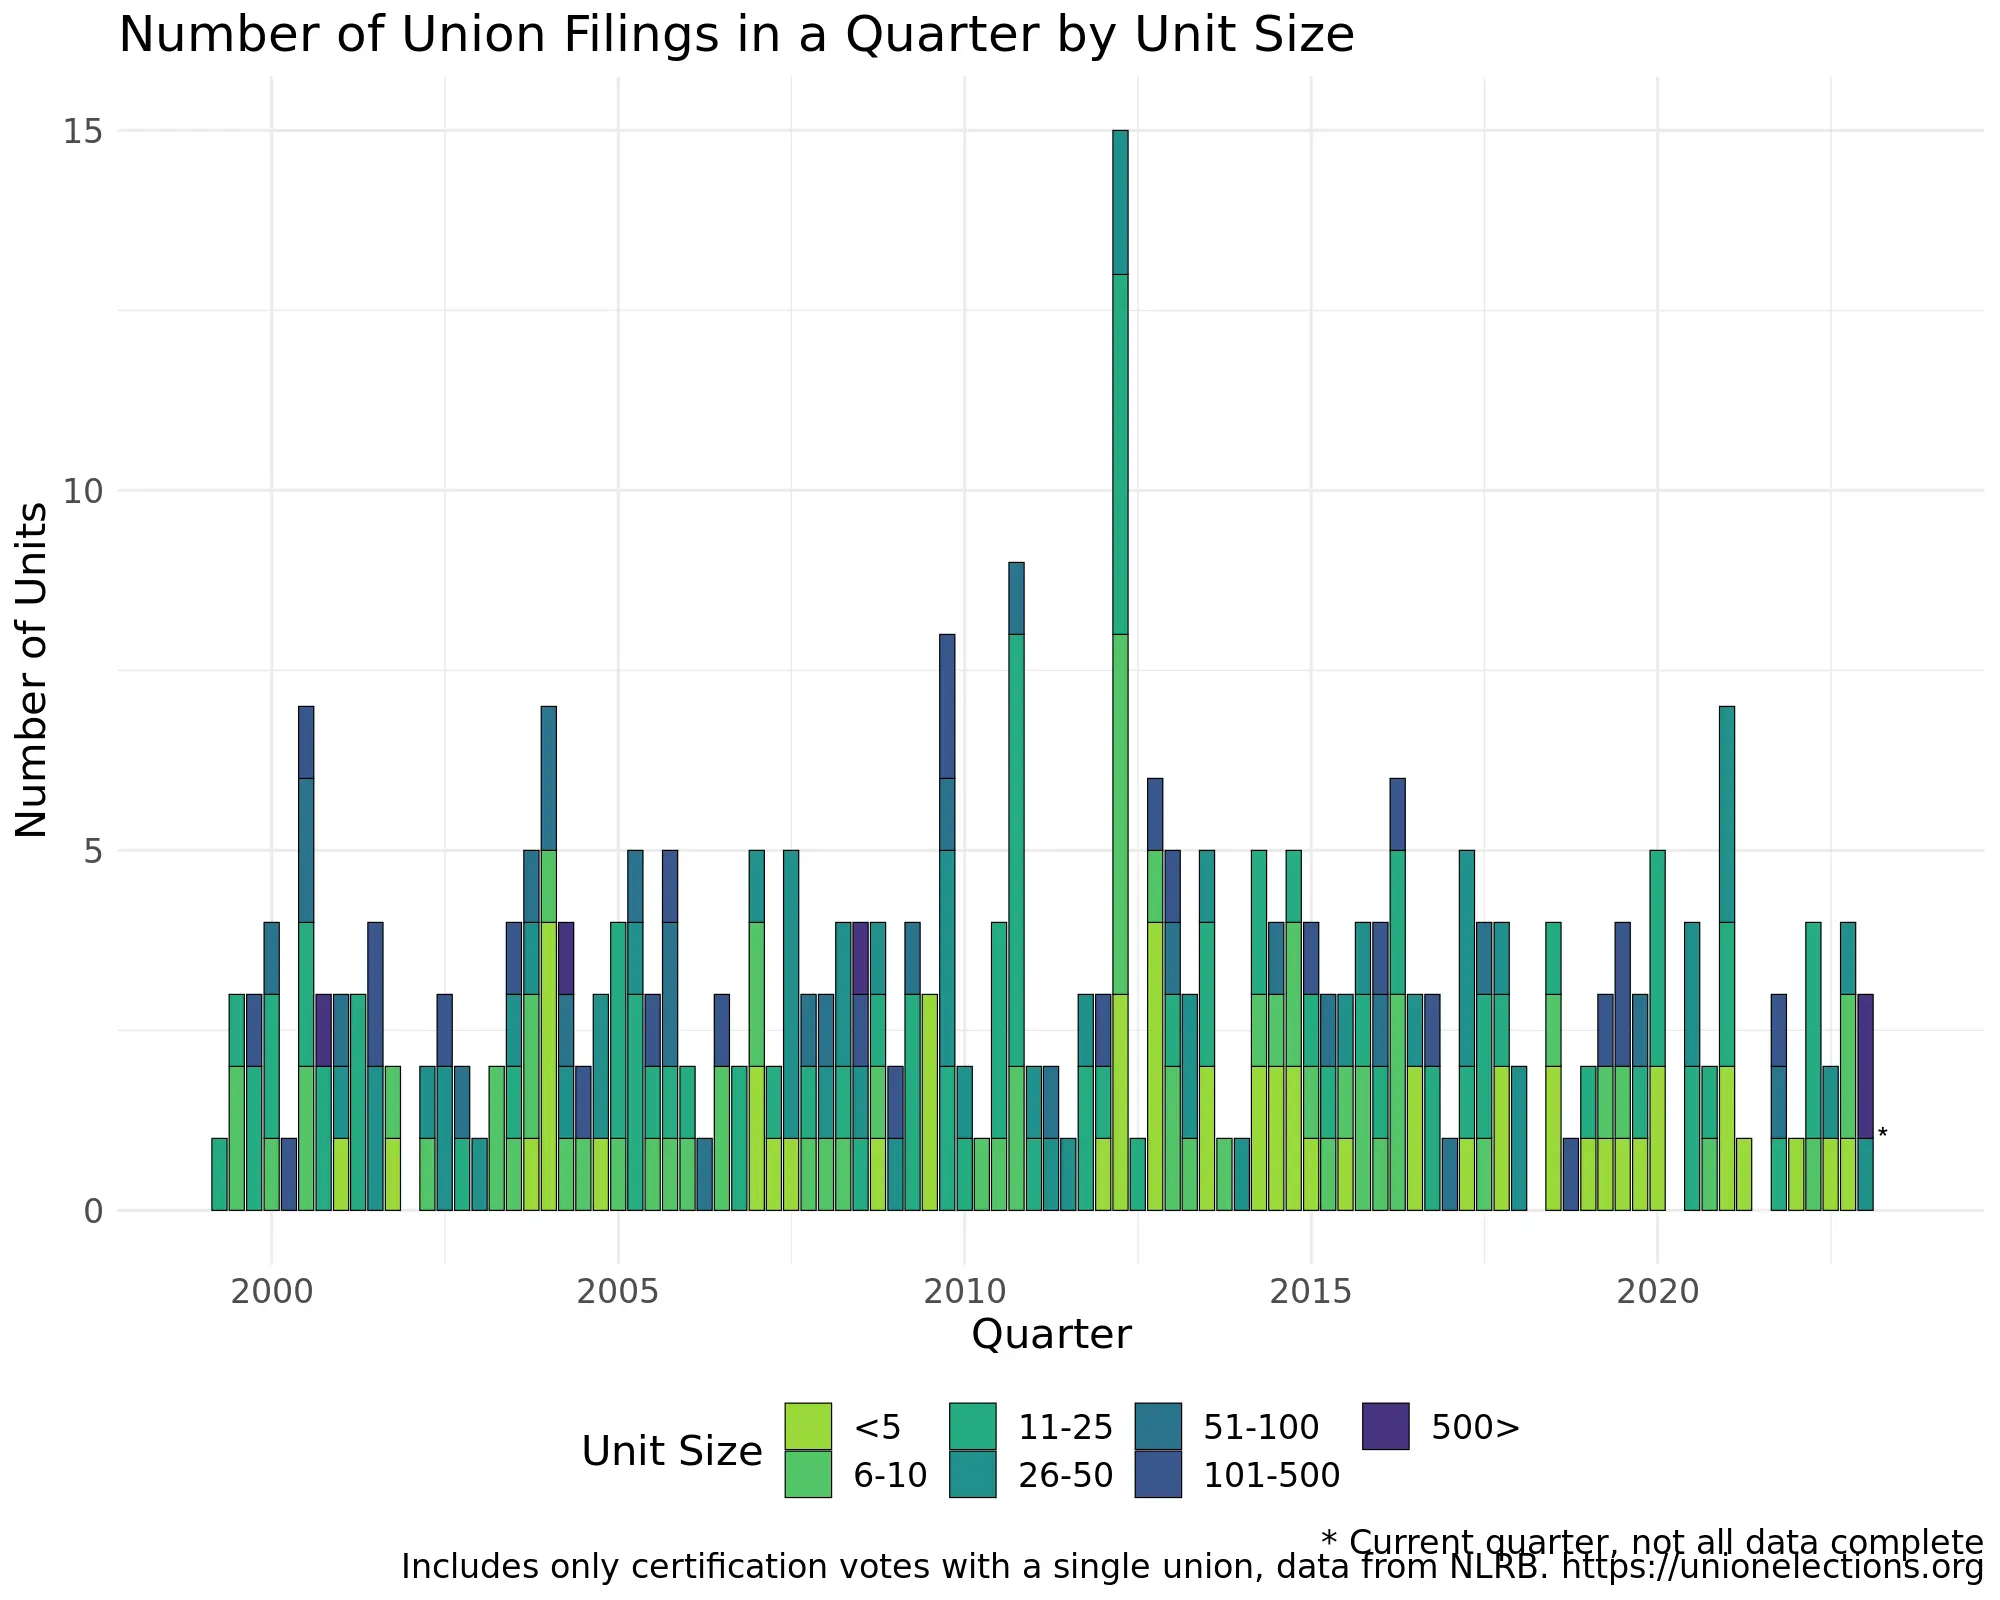 Number of Union Filings in a Quarter by Unit Size
15
10
5
0
Number of Units
*
2000 2005 2010 2015 2020
Quarter
Unit Size
<5 11-25 51-100 500>
6-10 26-50 101-500
* Current quarter, not all data complete
Includes only certification votes with a single union, data from NLRB. https://unionelections.org